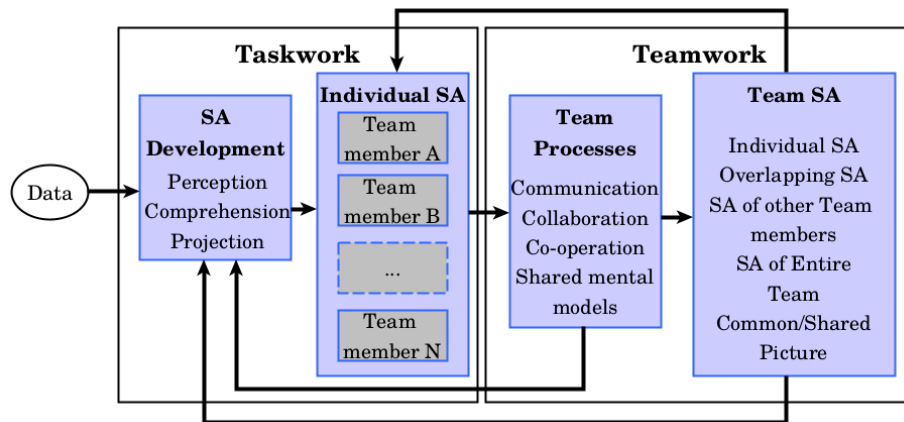 Taskwork
Teamwork
Data
SA
Development
Perception
Comprehension
Projection
Individual SA
Team
member A
Team
member B
...
Team
member N
Team
Processes
Communication
Collaboration
Co-operation
Shared mental
models
Team SA
Individual SA
Overlapping SA
SA of other Team
members
SA of Entire
Team
Common/Shared
Picture